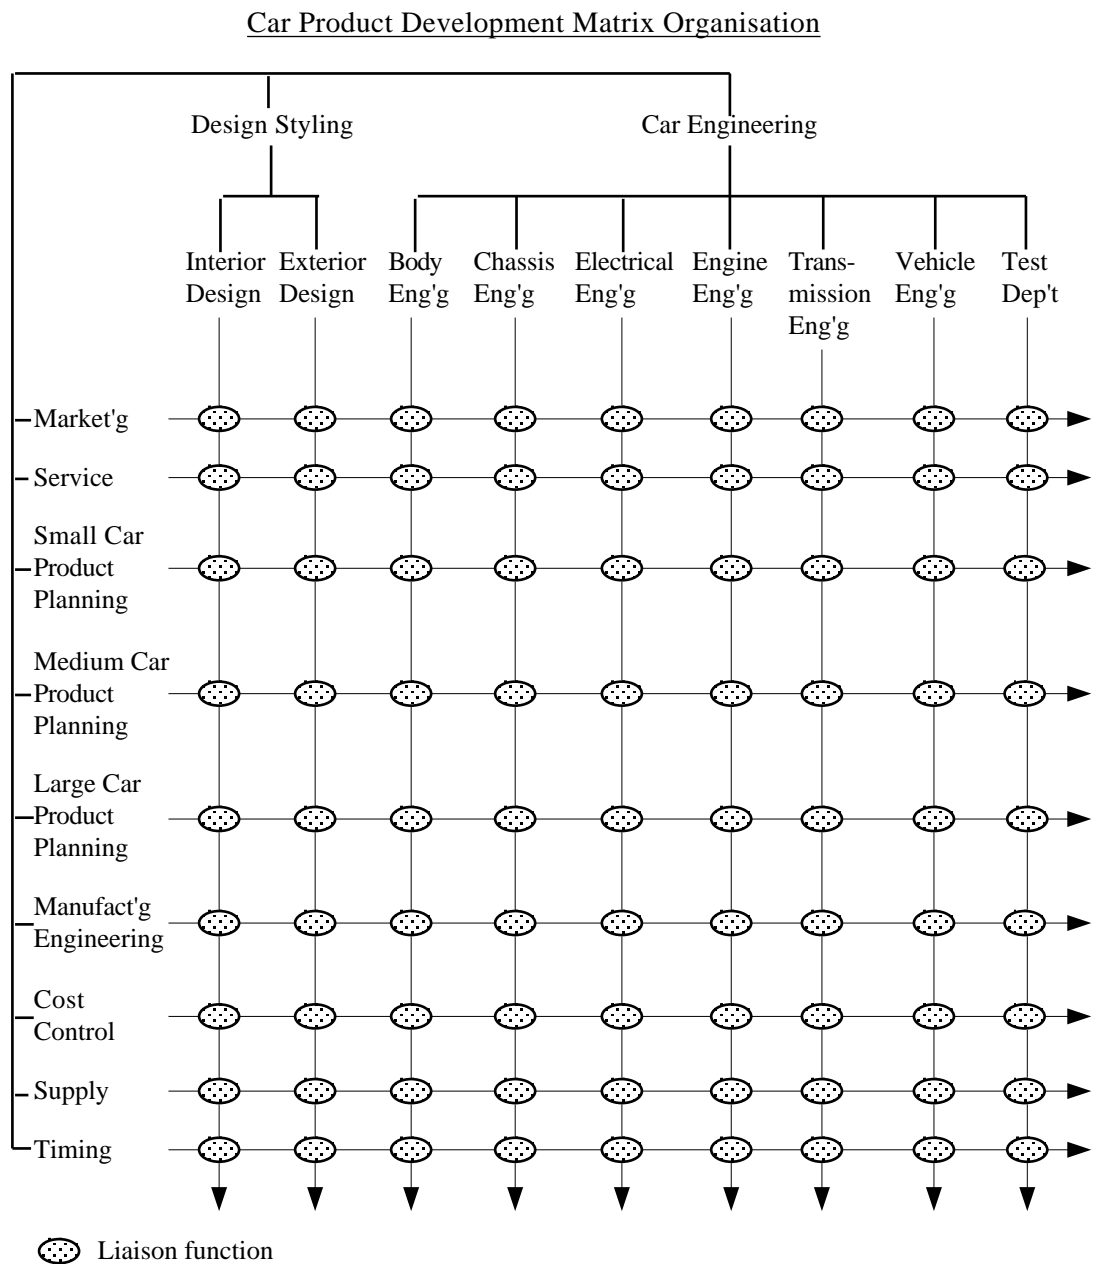 Car Product Development Matrix Organisation
Design Styling
Car Engineering
Interior
Design
Exterior
Design
Body
Eng'g
Chassis
Eng'g
Electrical
Eng'g
Engine
Eng'g
Trans-
mission
Eng'g
Vehicle
Eng'g
Test
Dep't
Market'g
Service
Small Car
Product
Planning
Medium Car
Product
Planning
Large Car
Product
Planning
Manufact'g
Engineering
Cost
Control
Supply
Timing
Liaison function